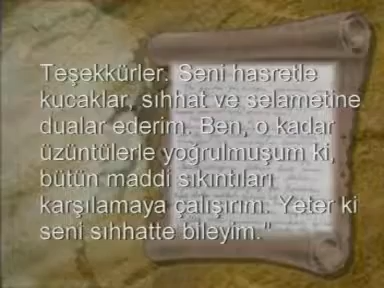 Teşekkürler. Seni hasretle
kucaklar, sıhhat ve selametine
dualar ederim. Ben, o kadar
üzüntülerle yoğrulmuşum ki,
bütün maddi sıkıntıları
karşılamaya çalışırım. Yeter ki
seni sıhhatte bileyim."